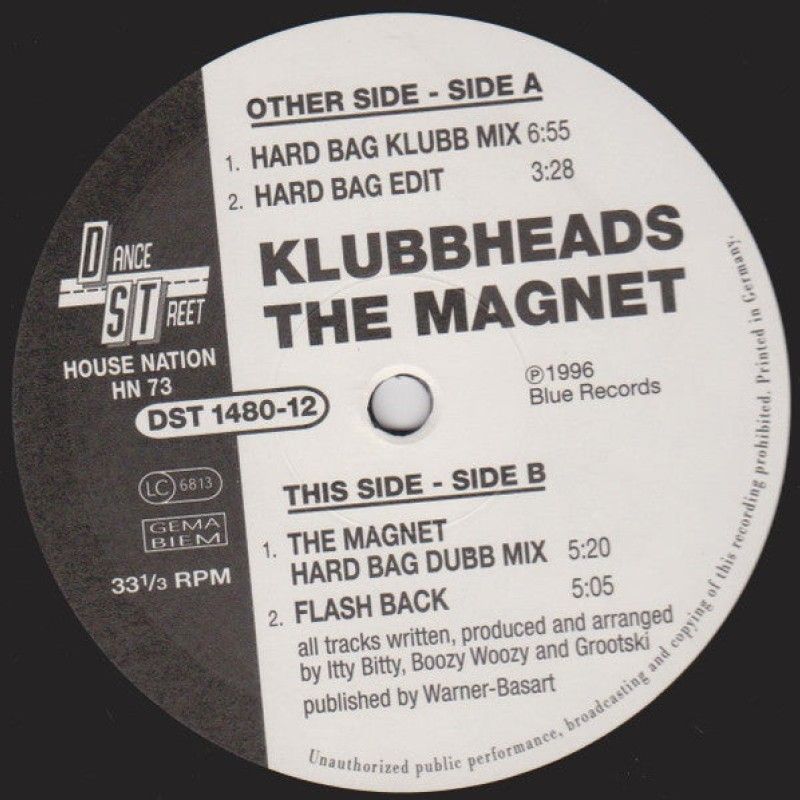 OTHER SIDE - SIDE A
1. HARD BAG KLUBB MIX 6:55
2. HARD BAG EDIT 3:28
KLUBBHEADS
THE MAGNET
DANCE
STREET
HOUSE NATION
HN 73
DST 1480-12
℗1996
Blue Records
LC 6813
GEMA
BIEM
33 1/3 RPM
THIS SIDE - SIDE B
1. THE MAGNET
HARD BAG DUBB MIX 5:20
2. FLASH BACK 5:05
all tracks written, produced and arranged
by Itty Bitty, Boozy Woozy and Grootski
published by Warner-Basart
Unauthorized public performance, broadcasting and copying of this recording prohibited. Printed in Germany.